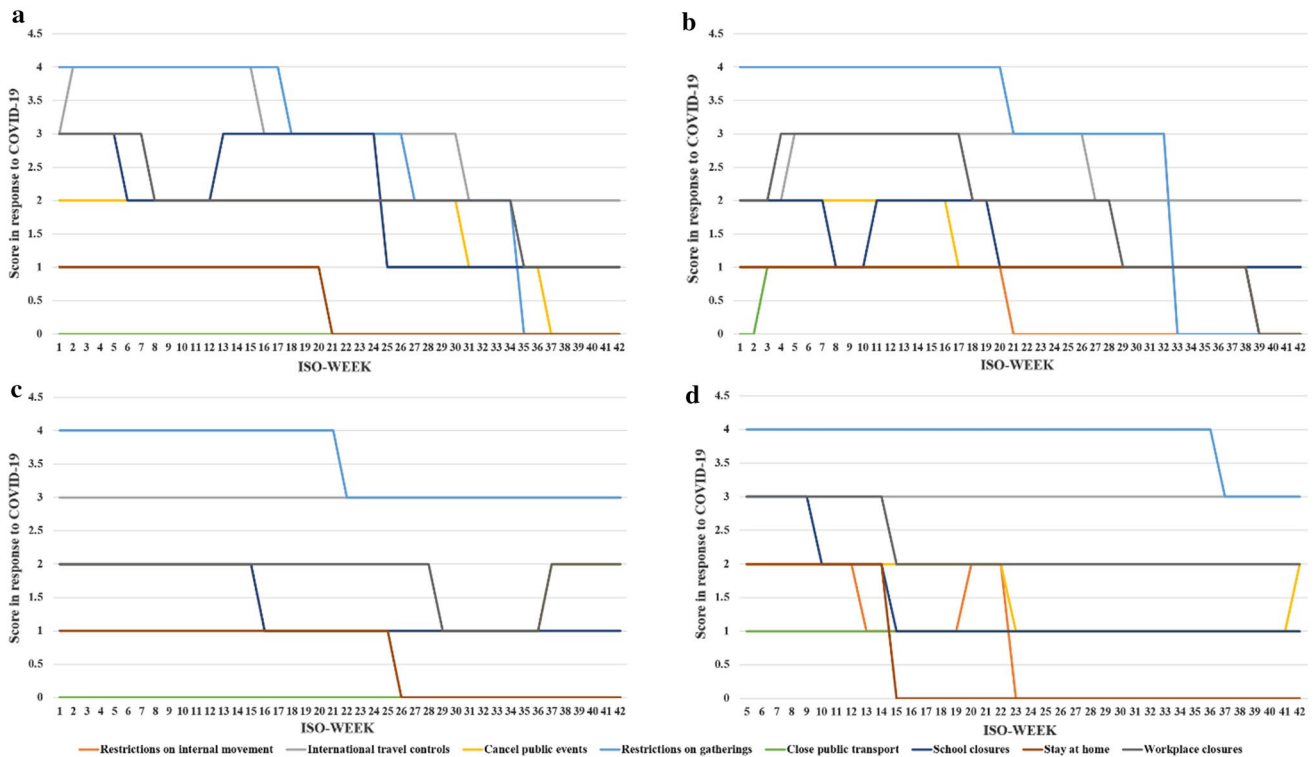 a
4.5
4
3.5
3
2.5
2
1.5
1
0.5
0
Score in response to COVID-19
1 2 3 4 5 6 7 8 9 10 11 12 13 14 15 16 17 18 19 20 21 22 23 24 25 26 27 28 29 30 31 32 33 34 35 36 37 38 39 40 41 42
ISO-WEEK
b
4.5
4
3.5
3
2.5
2
1.5
1
0.5
0
Score in response to COVID-19
1 2 3 4 5 6 7 8 9 10 11 12 13 14 15 16 17 18 19 20 21 22 23 24 25 26 27 28 29 30 31 32 33 34 35 36 37 38 39 40 41 42
ISO-WEEK
c
4.5
4
3.5
3
2.5
2
1.5
1
0.5
0
Score in response to COVID-19
1 2 3 4 5 6 7 8 9 10 11 12 13 14 15 16 17 18 19 20 21 22 23 24 25 26 27 28 29 30 31 32 33 34 35 36 37 38 39 40 41 42
ISO-WEEK
d
4.5
4
3.5
3
2.5
2
1.5
1
0.5
0
Score in response to COVID-19
5 6 7 8 9 10 11 12 13 14 15 16 17 18 19 20 21 22 23 24 25 26 27 28 29 30 31 32 33 34 35 36 37 38 39 40 41 42
ISO-WEEK
Restrictions on internal movement International travel controls Cancel public events Restrictions on gatherings Close public transport School closures Stay at home Workplace closures